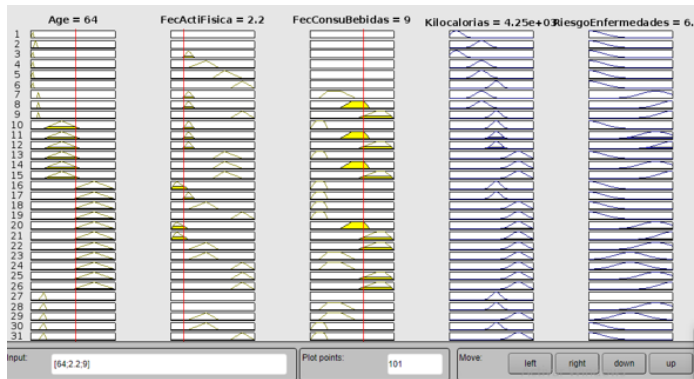 Age = 64
FecActiFisica = 2.2
FecConsuBebidas = 9
Kilocalorias = 4.25e+03
RiesgoEnfermedades = 6.
1
2
3
4
5
6
7
8
9
10
11
12
13
14
15
16
17
18
19
20
21
22
23
24
25
26
27
28
29
30
31
Input:
[64;2.2;9]
Plot points:
101
Move:
left
right
down
up